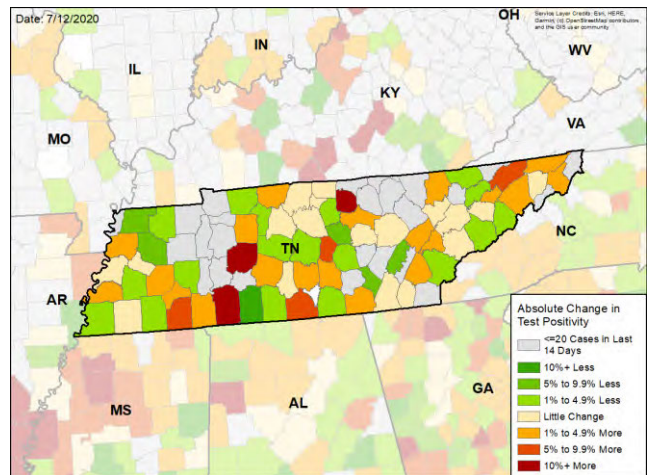 Date: 7/12/2020
Service Layer Credits: Esri, HERE,
Garmin, (c) OpenStreetMap contributors,
and the GIS user community
OH
IN
WV
IL
KY
MO
VA
TN
NC
AR
MS
AL
GA
Absolute Change in
Test Positivity
<=20 Cases in Last
14 Days
10%+ Less
5% to 9.9% Less
1% to 4.9% Less
Little Change
1% to 4.9% More
5% to 9.9% More
10%+ More